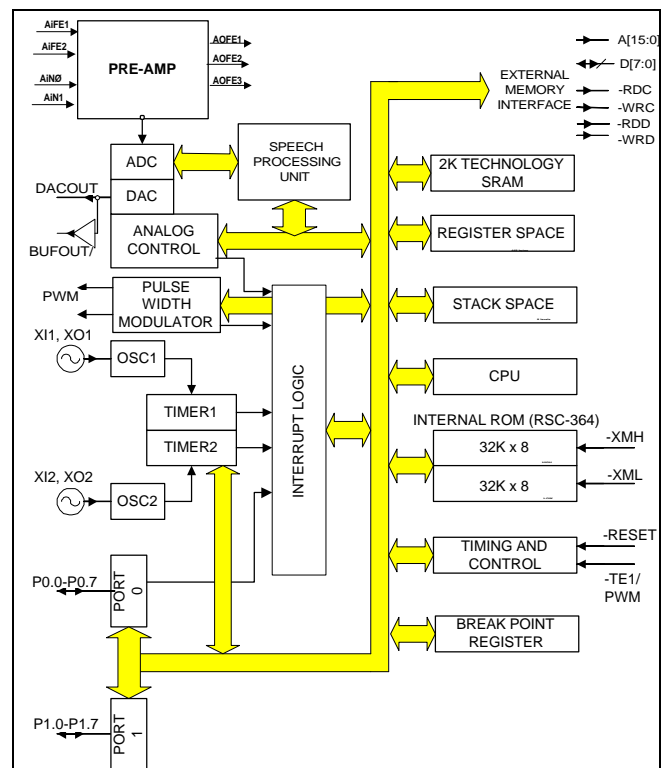 AiFE1
AiFE2
AiNØ
AiN1
PRE-AMP
AOFE1
AOFE2
AOFE3
ADC
DAC
ANALOG
CONTROL
DACOUT
BUFOUT/
SPEECH
PROCESSING
UNIT
PWM
PULSE
WIDTH
MODULATOR
XI1, XO1
OSC1
TIMER1
TIMER2
XI2, XO2
OSC2
INTERRUPT LOGIC
P0.0-P0.7
PORT
0
P1.0-P1.7
PORT
1
EXTERNAL
MEMORY
INTERFACE
A[15:0]
D[7:0]
-RDC
-WRC
-RDD
-WRD
2K TECHNOLOGY
SRAM
REGISTER SPACE
STACK SPACE
CPU
INTERNAL ROM (RSC-364)
32K x 8
32K x 8
-XMH
-XML
TIMING AND
CONTROL
-RESET
-TE1/
PWM
BREAK POINT
REGISTER